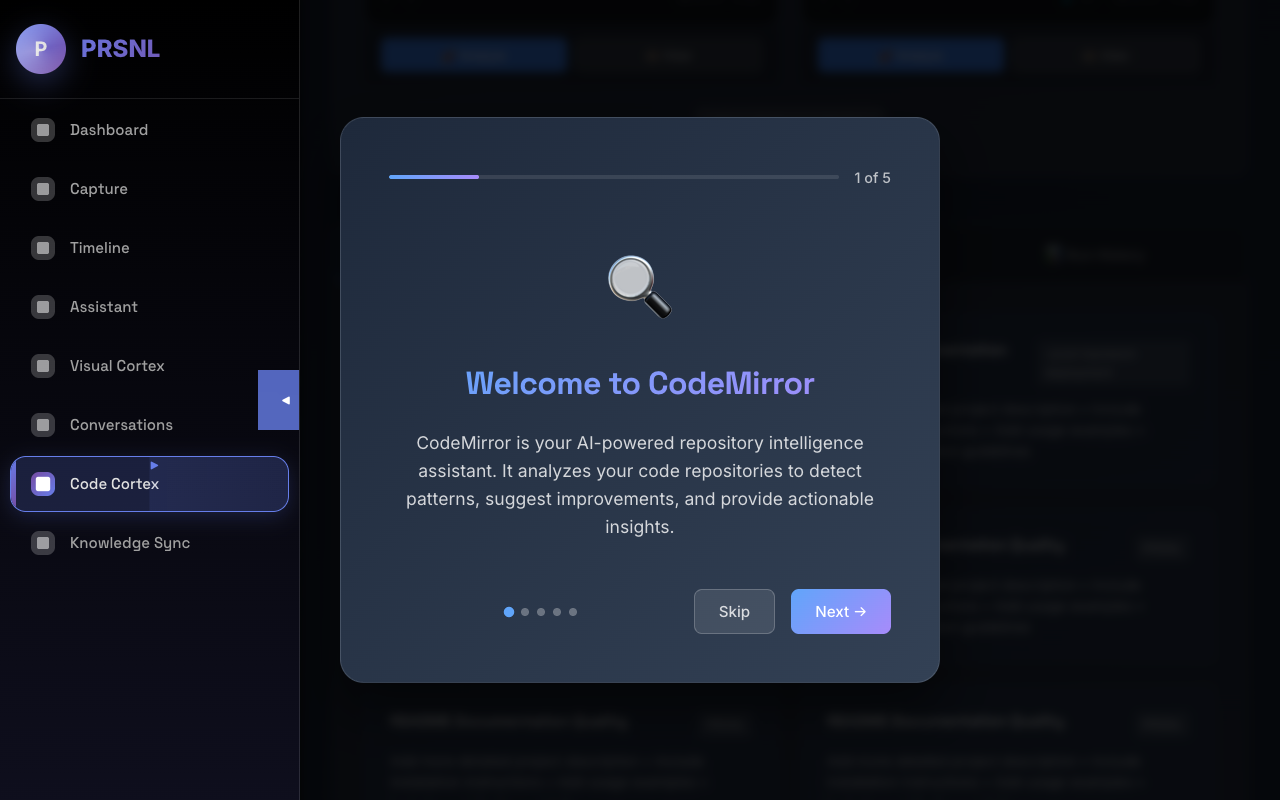 P
PRSNL
Dashboard
Capture
Timeline
Assistant
Visual Cortex
Conversations
Code Cortex
Knowledge Sync
1 of 5
Welcome to CodeMirror
CodeMirror is your AI-powered repository intelligence
assistant. It analyzes your code repositories to detect
patterns, suggest improvements, and provide actionable
insights.
Skip
Next →